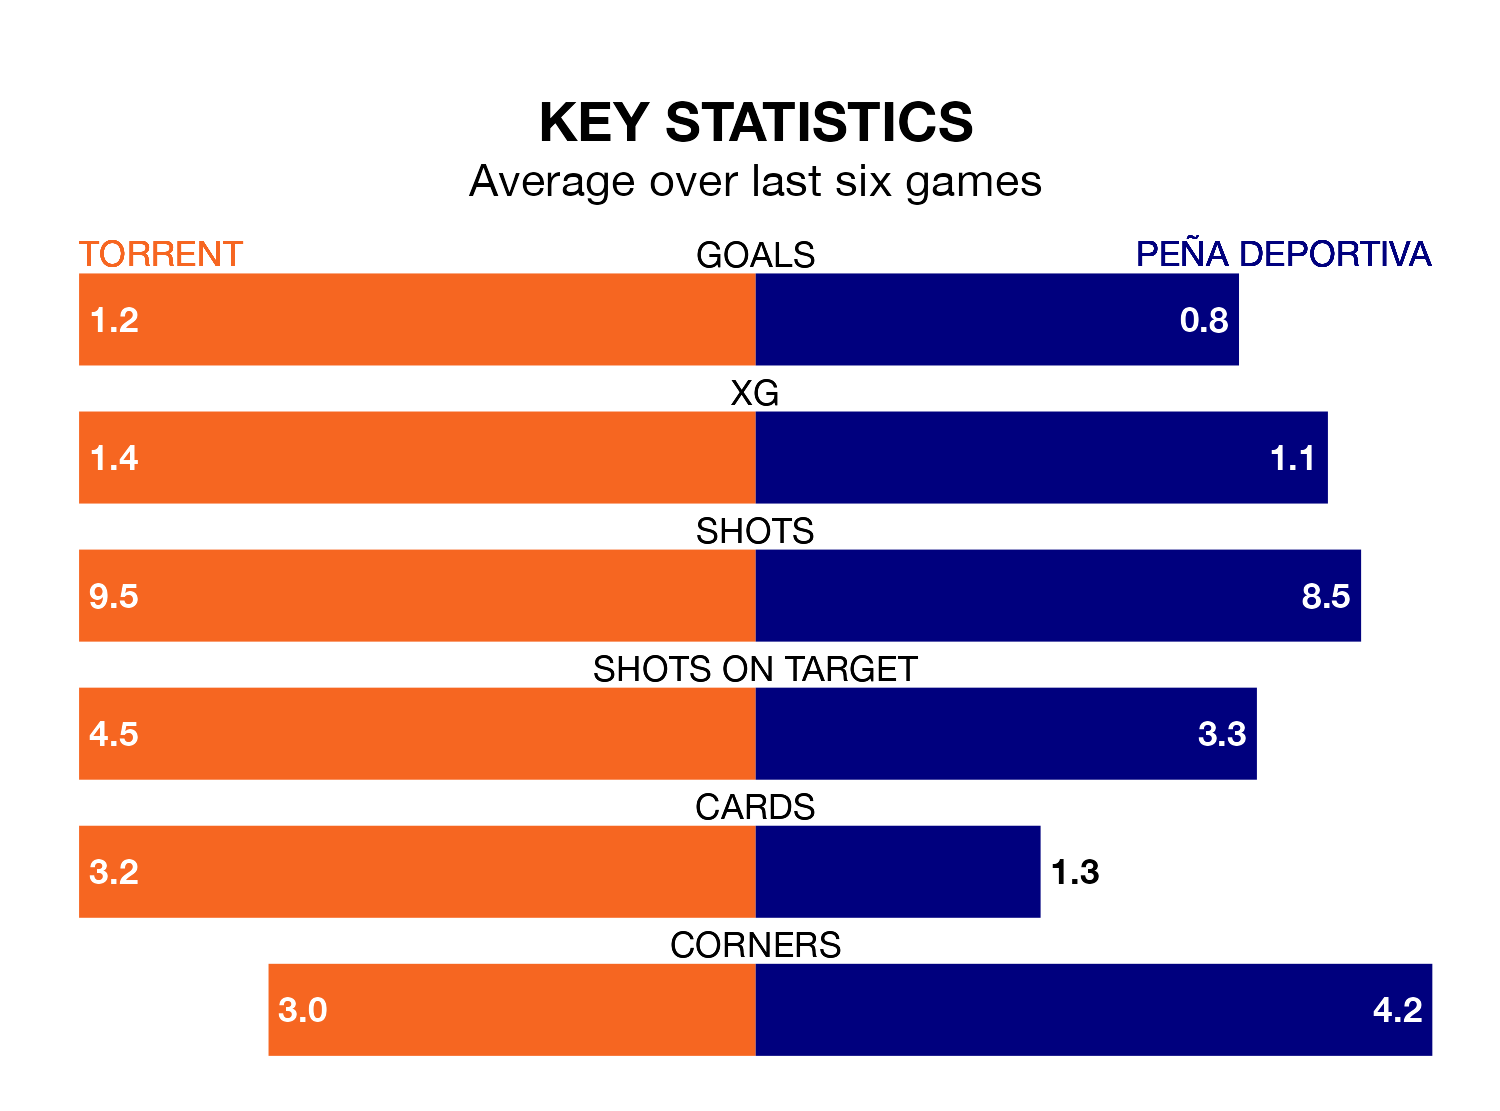 KEY STATISTICS
Average over last six games
TORRENT GOALS PEÑA DEPORTIVA
1.2 0.8
XG
1.4 1.1
SHOTS
9.5 8.5
SHOTS ON TARGET
4.5 3.3
CARDS
3.2 1.3
CORNERS
3.0 4.2